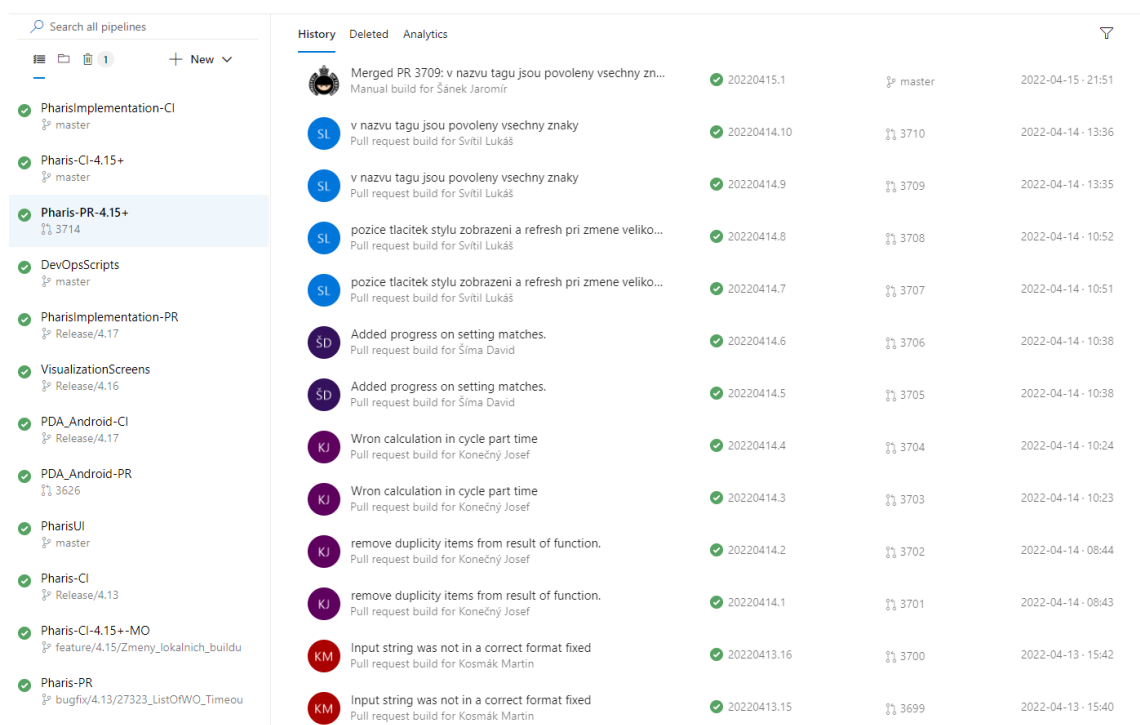 Search all pipelines
1
New
PharisImplementation-CI
master
Pharis-CI-4.15+
master
Pharis-PR-4.15+
3714
DevOpsScripts
master
PharisImplementation-PR
Release/4.17
VisualizationScreens
Release/4.16
PDA_Android-CI
Release/4.17
PDA_Android-PR
3626
PharisUI
master
Pharis-CI
Release/4.13
Pharis-CI-4.15+-MO
feature/4.15/Zmeny_lokalnich_buildu
Pharis-PR
bugfix/4.13/27323_ListOfWO_Timeou
History Deleted Analytics
Merged PR 3709: v nazvu tagu jsou povoleny vsechny zn... 20220415.1 master 2022-04-15 · 21:51
Manual build for Šánek Jaromír
SL v nazvu tagu jsou povoleny vsechny znaky 20220414.10 3710 2022-04-14 · 13:36
Pull request build for Svítil Lukáš
SL v nazvu tagu jsou povoleny vsechny znaky 20220414.9 3709 2022-04-14 · 13:35
Pull request build for Svítil Lukáš
SL pozice tlacitek stylu zobrazeni a refresh pri zmene veliko... 20220414.8 3708 2022-04-14 · 10:52
Pull request build for Svítil Lukáš
SL pozice tlacitek stylu zobrazeni a refresh pri zmene veliko... 20220414.7 3707 2022-04-14 · 10:51
Pull request build for Svítil Lukáš
ŠD Added progress on setting matches. 20220414.6 3706 2022-04-14 · 10:38
Pull request build for Šíma David
ŠD Added progress on setting matches. 20220414.5 3705 2022-04-14 · 10:38
Pull request build for Šíma David
KJ Wron calculation in cycle part time 20220414.4 3704 2022-04-14 · 10:24
Pull request build for Konečný Josef
KJ Wron calculation in cycle part time 20220414.3 3703 2022-04-14 · 10:23
Pull request build for Konečný Josef
KJ remove duplicity items from result of function. 20220414.2 3702 2022-04-14 · 08:44
Pull request build for Konečný Josef
KJ remove duplicity items from result of function. 20220414.1 3701 2022-04-14 · 08:43
Pull request build for Konečný Josef
KM Input string was not in a correct format fixed 20220413.16 3700 2022-04-13 · 15:42
Pull request build for Kosmák Martin
KM Input string was not in a correct format fixed 20220413.15 3699 2022-04-13 · 15:40
Pull request build for Kosmák Martin